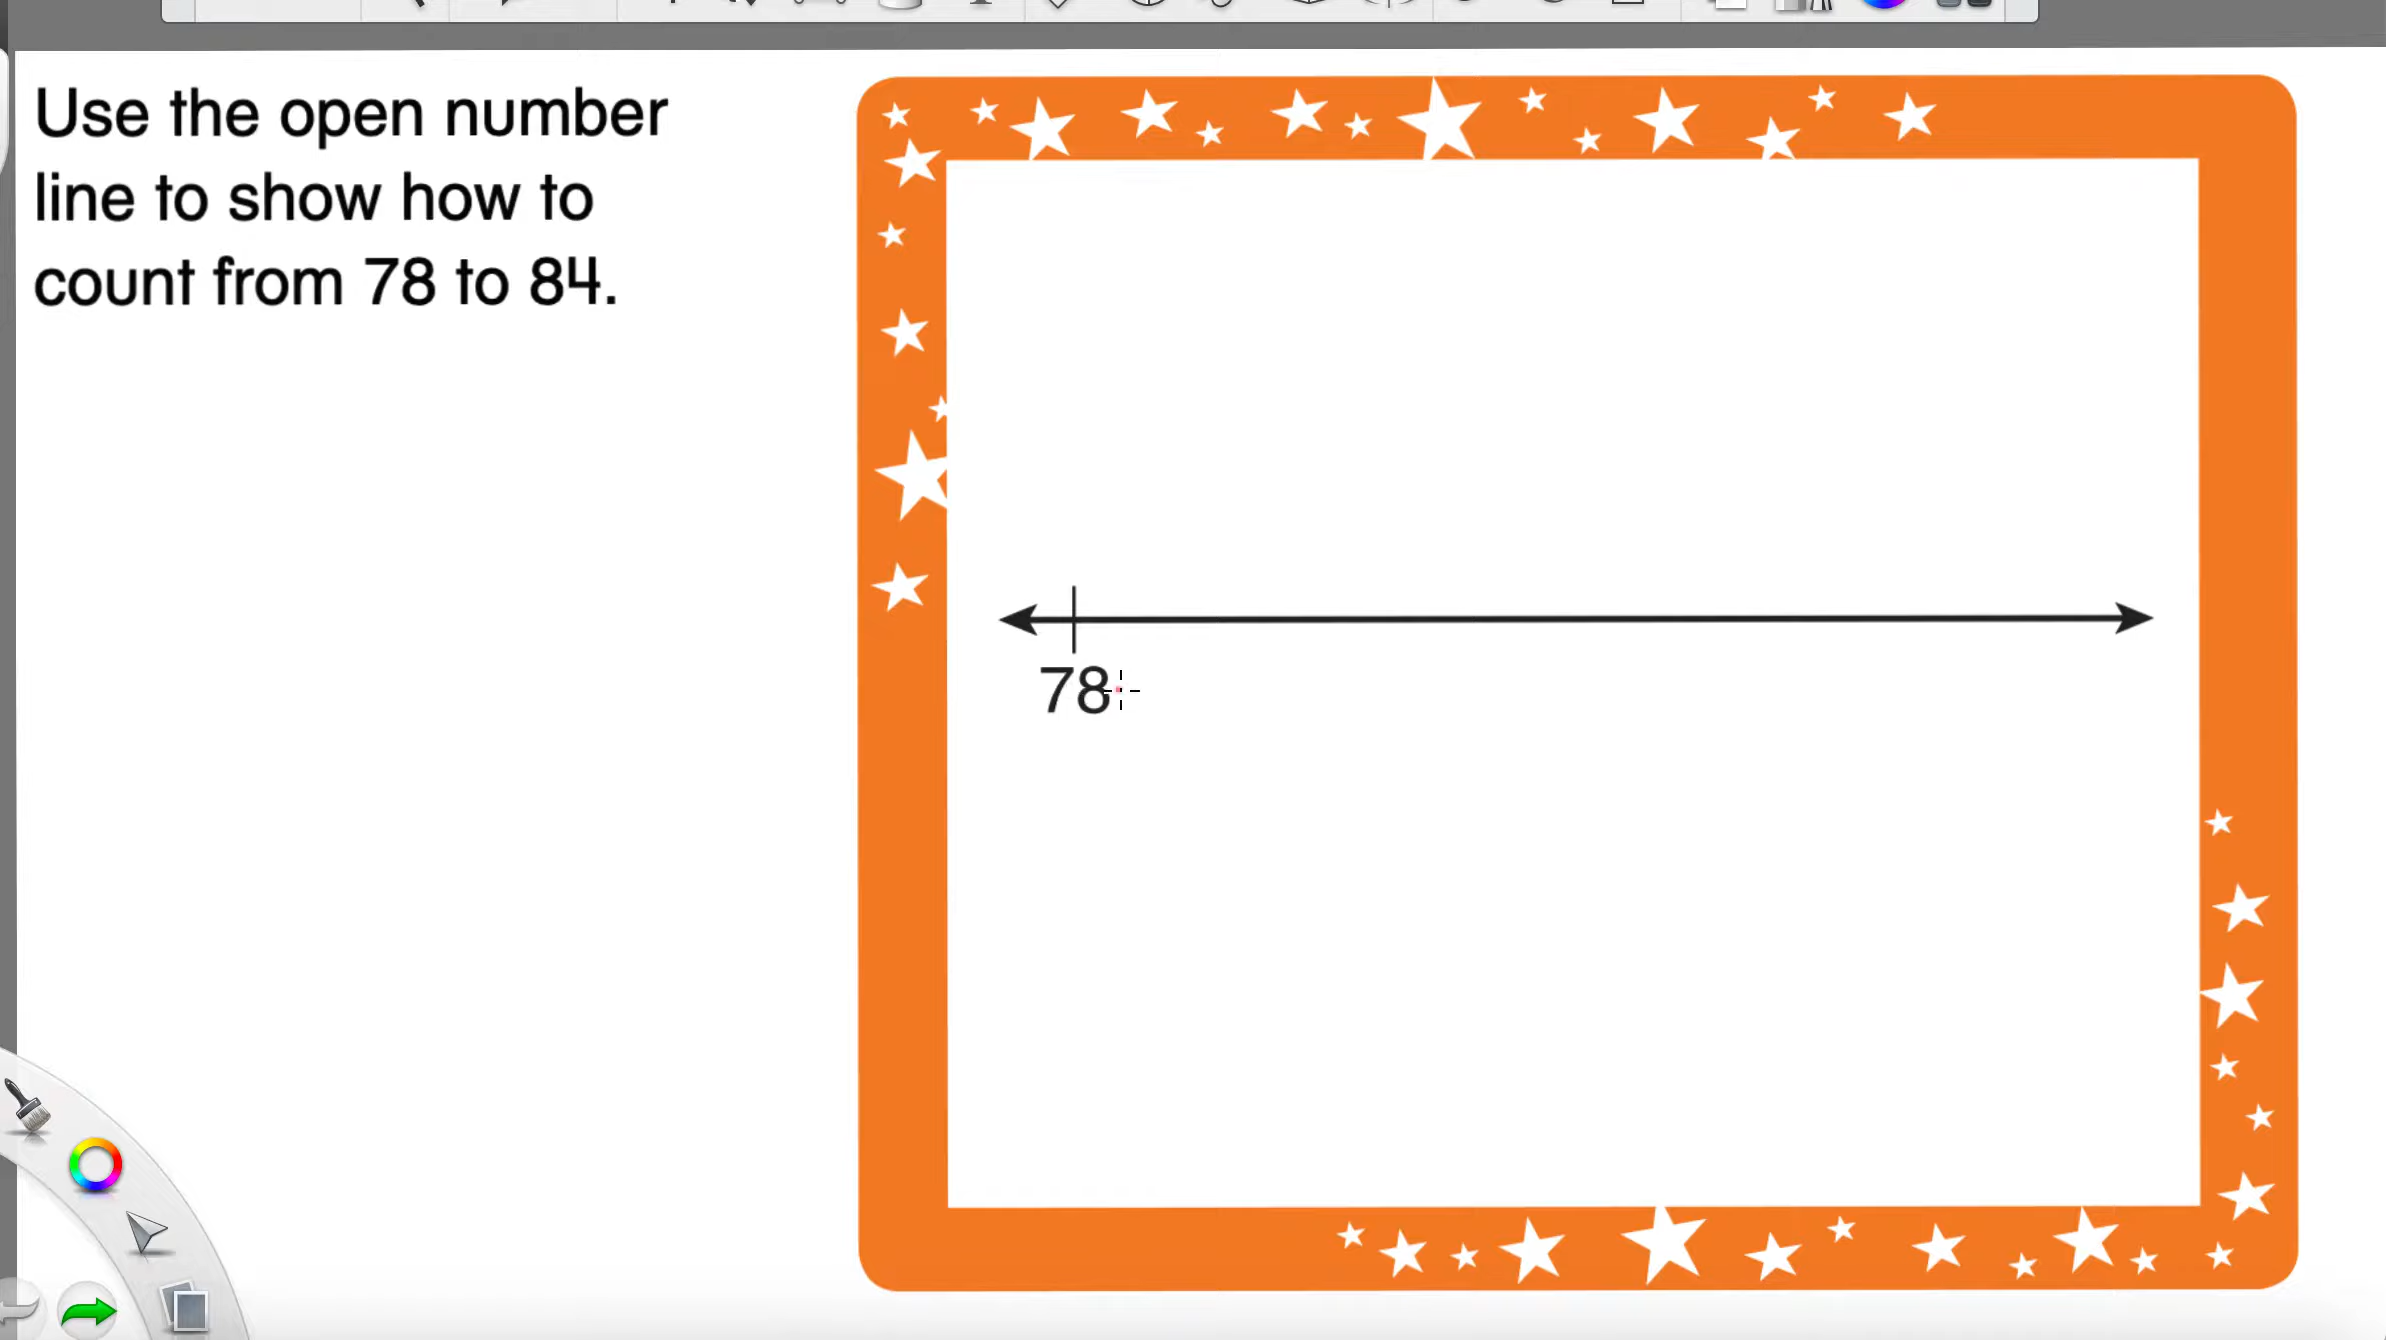 Use the open number
line to show how to
count from 78 to 84.
78